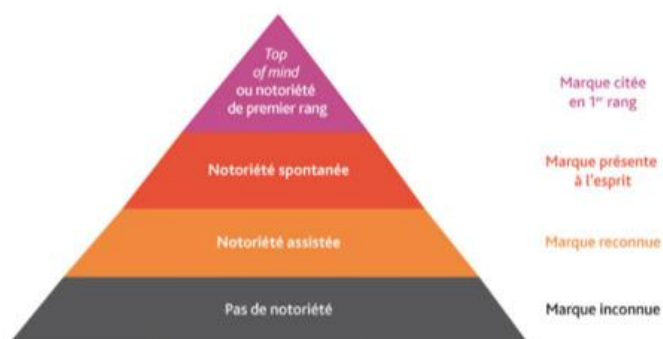 Top
of mind
ou notoriété
de premier rang
Marque citée
en 1er rang
Notoriété spontanée
Marque présente
à l'esprit
Notoriété assistée
Marque reconnue
Pas de notoriété
Marque inconnue